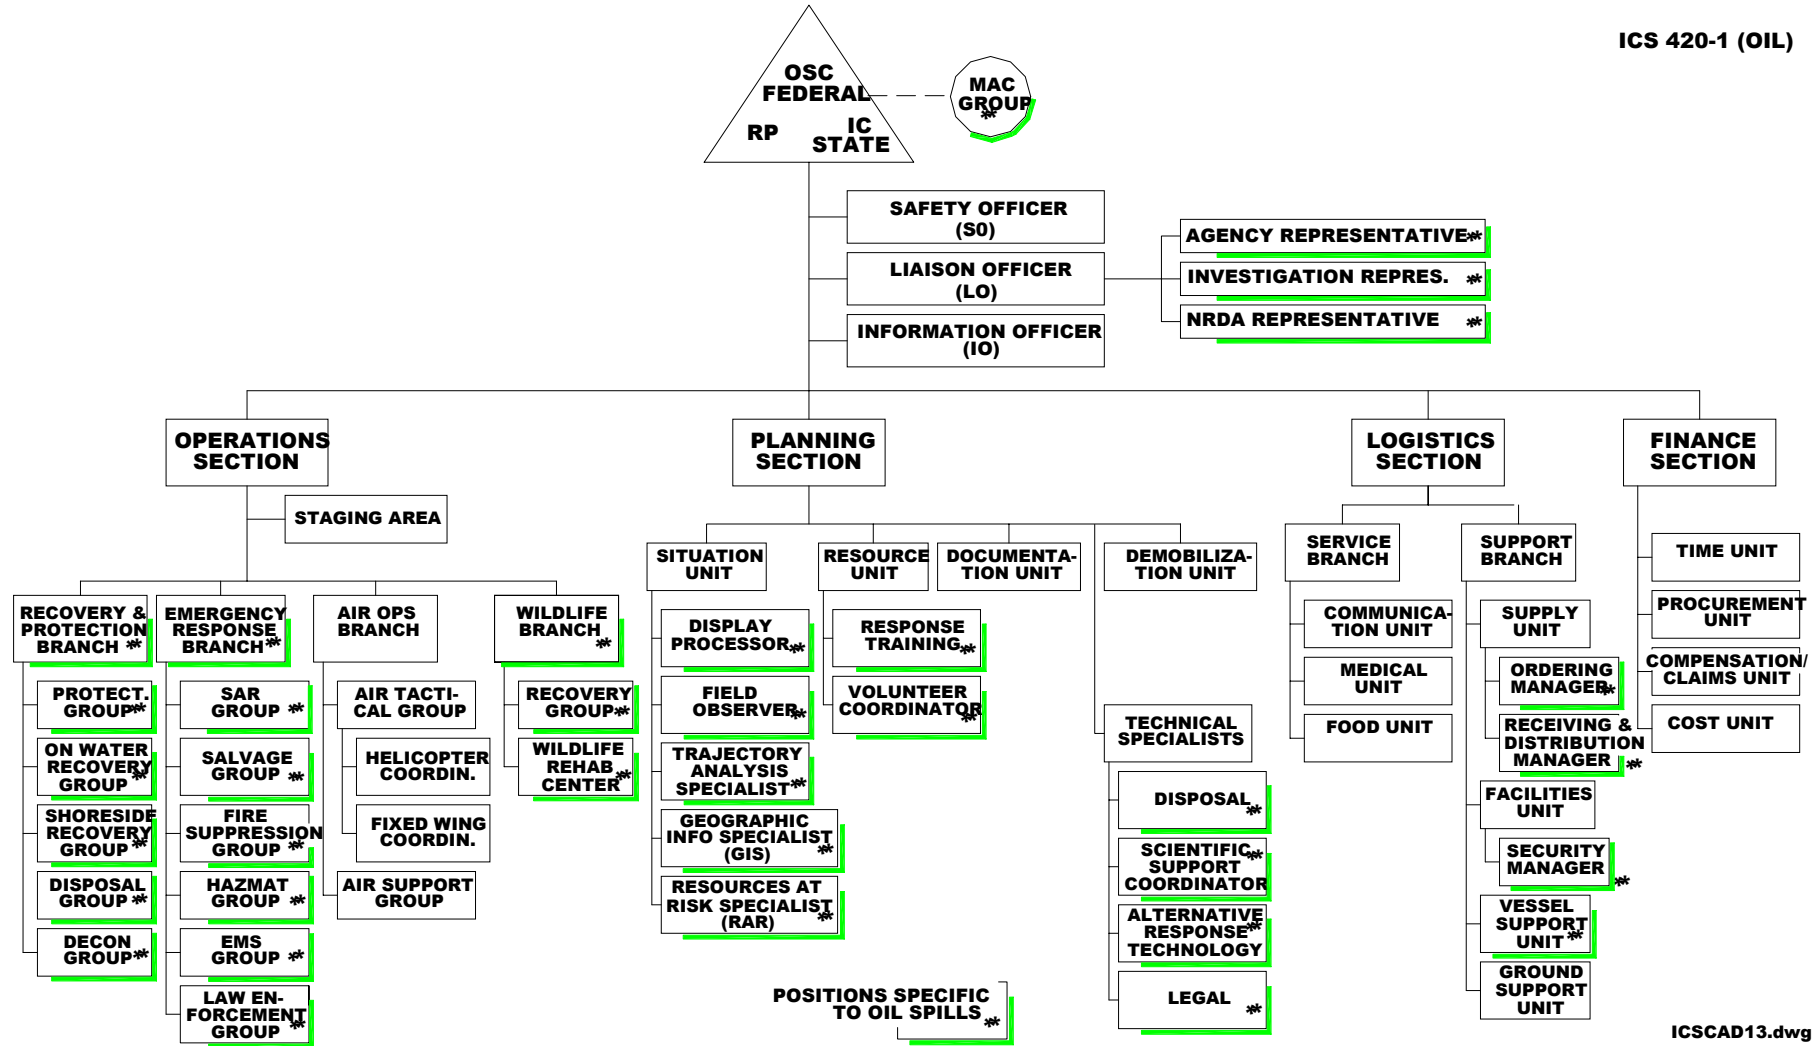 ICS 420-1 (OIL)
OSC
FEDERAL
RP
IC
STATE
MAC
GROUP
**
SAFETY OFFICER
(S0)
LIAISON OFFICER
(LO)
INFORMATION OFFICER
(IO)
AGENCY REPRESENTATIVE**
INVESTIGATION REPRES. **
NRDA REPRESENTATIVE **
OPERATIONS
SECTION
PLANNING
SECTION
LOGISTICS
SECTION
FINANCE
SECTION
STAGING AREA
RECOVERY &
PROTECTION
BRANCH **
PROTECT.
GROUP**
ON WATER
RECOVERY
GROUP **
SHORESIDE
RECOVERY
GROUP **
DISPOSAL
GROUP **
DECON
GROUP**
EMERGENCY
RESPONSE
BRANCH**
SAR
GROUP **
SALVAGE
GROUP **
FIRE
SUPPRESSION
GROUP **
HAZMAT
GROUP **
EMS
GROUP **
LAW EN-
FORCEMENT
GROUP **
AIR OPS
BRANCH
AIR TACTI-
CAL GROUP
HELICOPTER
COORDIN.
FIXED WING
COORDIN.
AIR SUPPORT
GROUP
WILDLIFE
BRANCH **
RECOVERY
GROUP**
WILDLIFE
REHAB
CENTER **
SITUATION
UNIT
DISPLAY
PROCESSOR**
FIELD
OBSERVER**
TRAJECTORY
ANALYSIS
SPECIALIST**
GEOGRAPHIC
INFO SPECIALIST
(GIS) **
RESOURCES AT
RISK SPECIALIST
(RAR) **
RESOURCE
UNIT
RESPONSE
TRAINING**
VOLUNTEER
COORDINATOR
**
DOCUMENTA-
TION UNIT
DEMOBILIZA-
TION UNIT
TECHNICAL
SPECIALISTS
DISPOSAL
**
SCIENTIFIC**
SUPPORT
COORDINATOR
ALTERNATIVE
RESPONSE **
TECHNOLOGY
LEGAL
**
SERVICE
BRANCH
COMMUNICA-
TION UNIT
MEDICAL
UNIT
FOOD UNIT
SUPPORT
BRANCH
SUPPLY
UNIT
ORDERING
MANAGER**
RECEIVING &
DISTRIBUTION
MANAGER **
FACILITIES
UNIT
SECURITY
MANAGER
**
VESSEL
SUPPORT
UNIT **
GROUND
SUPPORT
UNIT
TIME UNIT
PROCUREMENT
UNIT
COMPENSATION/
CLAIMS UNIT
COST UNIT
POSITIONS SPECIFIC
TO OIL SPILLS **
ICSCAD13.dwg